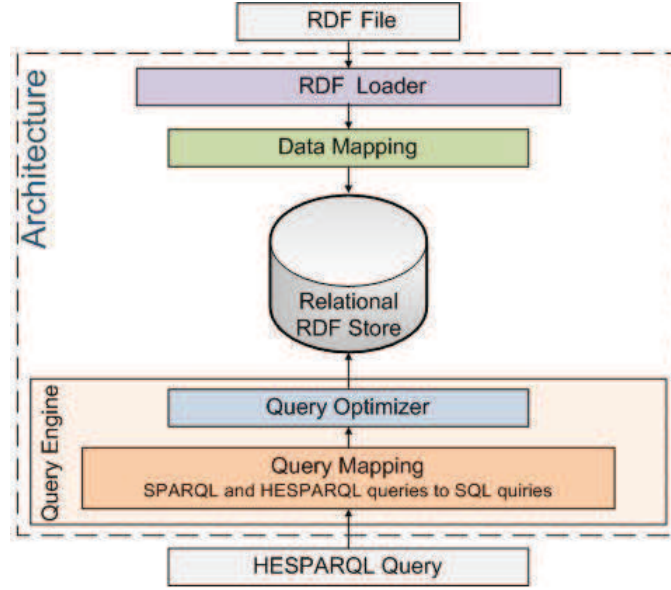 RDF File
Architecture
RDF Loader
Data Mapping
Relational
RDF Store
Query Engine
Query Optimizer
Query Mapping
SPARQL and HESPARQL queries to SQL quiries
HESPARQL Query